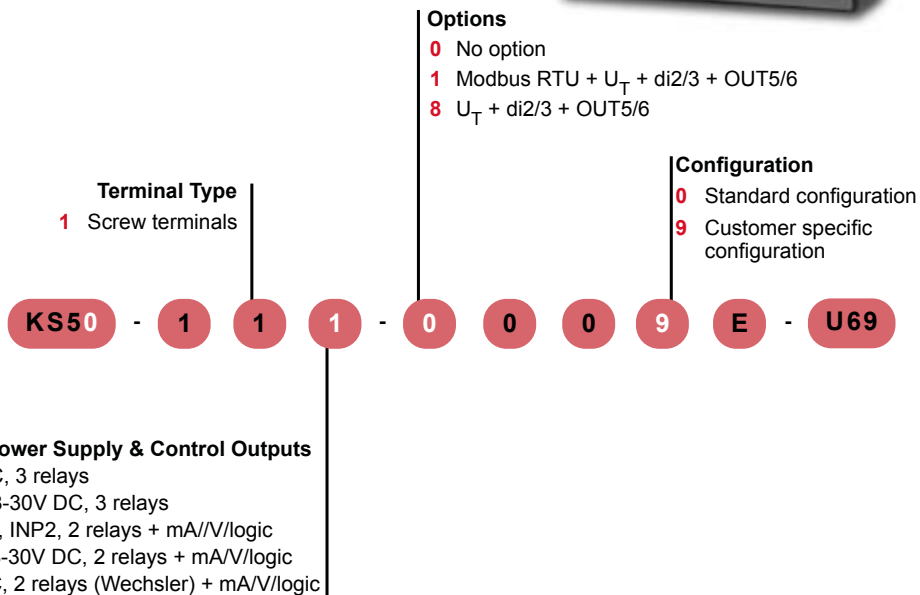 Options
0 No option
1 Modbus RTU + UT + di2/3 + OUT5/6
8 UT + di2/3 + OUT5/6
Configuration
0 Standard configuration
9 Customer specific
configuration
Terminal Type
1 Screw terminals
KS50 - 1 1 1 - 0 0 0 9 E - U69
ower Supply & Control Outputs
, 3 relays
-30V DC, 3 relays
, INP2, 2 relays + mA//V/logic
-30V DC, 2 relays + mA/V/logic
, 2 relays (Wechsler) + mA/V/logic